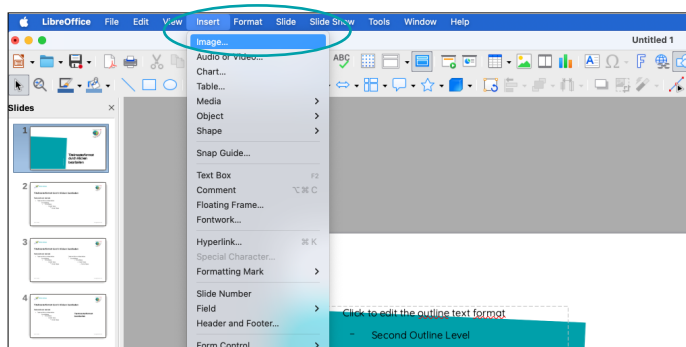 LibreOffice File Edit View Insert Format Slide Slide Show Tools Window Help
Untitled 1
Image...
Audio or Video...
Chart...
Table...
Media
Object
Shape
Snap Guide...
Text Box F2
Comment ⌥⌘C
Floating Frame...
Fontwork...
Hyperlink... ⌘K
Special Character...
Formatting Mark
Slide Number
Field
Header and Footer...
Form Control
ABC
Slides
1
2
3
4
Click to edit the outline text format
– Second Outline Level